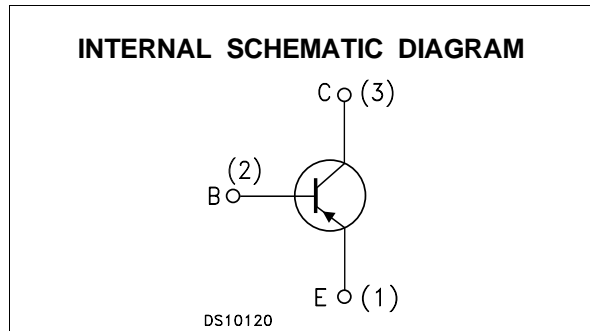 INTERNAL SCHEMATIC DIAGRAM
C (3)
(2)
B
E (1)
DS10120